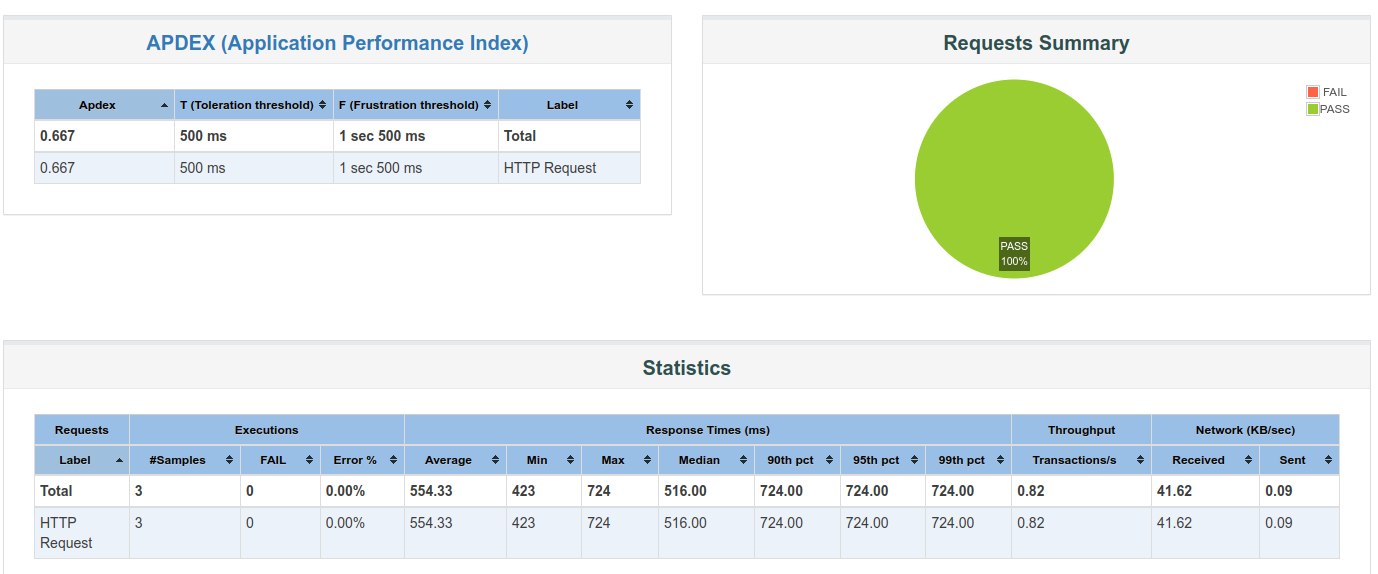 APDEX (Application Performance Index)
Apdex T (Toleration threshold) F (Frustration threshold) Label
0.667 500 ms 1 sec 500 ms Total
0.667 500 ms 1 sec 500 ms HTTP Request
Requests Summary
FAIL
PASS
PASS
100%
Statistics
Requests Executions Response Times (ms) Throughput Network (KB/sec)
Label #Samples FAIL Error % Average Min Max Median 90th pct 95th pct 99th pct Transactions/s Received Sent
Total 3 0 0.00% 554.33 423 724 516.00 724.00 724.00 724.00 0.82 41.62 0.09
HTTP 3 0 0.00% 554.33 423 724 516.00 724.00 724.00 724.00 0.82 41.62 0.09
Request